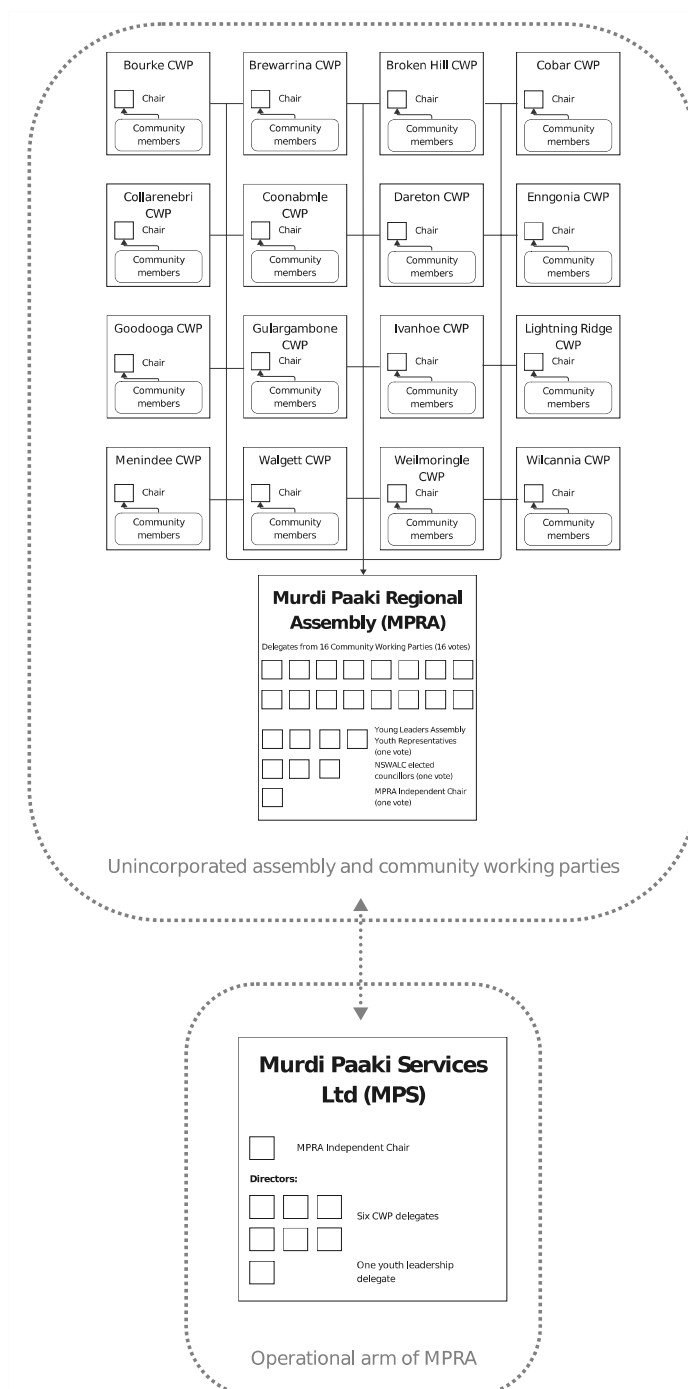 Bourke CWP
Chair
Community
members
Brewarrina CWP
Chair
Community
members
Broken Hill CWP
Chair
Community
members
Cobar CWP
Chair
Community
members
Collarenebri
CWP
Chair
Community
members
Coonabmle
CWP
Chair
Community
members
Dareton CWP
Chair
Community
members
Enngonia CWP
Chair
Community
members
Goodooga CWP
Chair
Community
members
Gulargambone
CWP
Chair
Community
members
Ivanhoe CWP
Chair
Community
members
Lightning Ridge
CWP
Chair
Community
members
Menindee CWP
Chair
Community
members
Walgett CWP
Chair
Community
members
Weilmoringle
CWP
Chair
Community
members
Wilcannia CWP
Chair
Community
members
Murdi Paaki Regional
Assembly (MPRA)
Delegates from 16 Community Working Parties (16 votes)
Young Leaders Assembly
Youth Representatives
(one vote)
NSWALC elected
councillors (one vote)
MPRA Independent Chair
(one vote)
Unincorporated assembly and community working parties
Murdi Paaki Services
Ltd (MPS)
MPRA Independent Chair
Directors:
Six CWP delegates
One youth leadership
delegate
Operational arm of MPRA